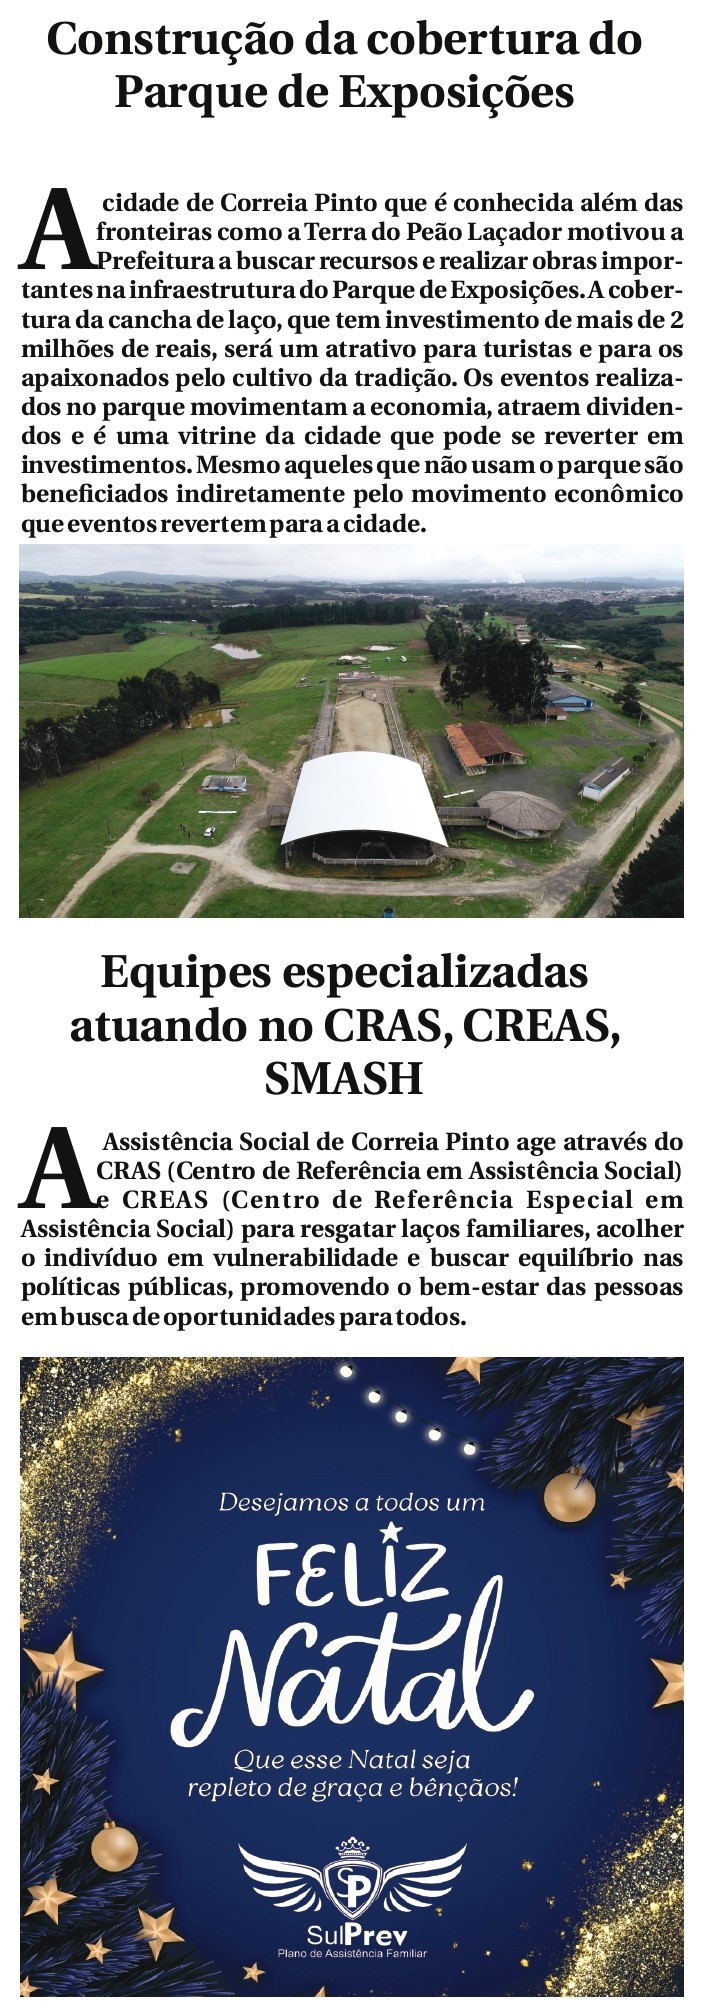 Construção da cobertura do
Parque de Exposições
A cidade de Correia Pinto que é conhecida além das
fronteiras como a Terra do Peão Laçador motivou a
Prefeitura a buscar recursos e realizar obras impor-
tantes na infraestrutura do Parque de Exposições. A cober-
tura da cancha de laço, que tem investimento de mais de 2
milhões de reais, será um atrativo para turistas e para os
apaixonados pelo cultivo da tradição. Os eventos realiza-
dos no parque movimentam a economia, atraem dividen-
dos e é uma vitrine da cidade que pode se reverter em
investimentos. Mesmo aqueles que não usam o parque são
beneficiados indiretamente pelo movimento econômico
que eventos revertem para a cidade.
Equipes especializadas
atuando no CRAS, CREAS,
SMASH
A Assistência Social de Correia Pinto age através do
CRAS (Centro de Referência em Assistência Social)
e CREAS (Centro de Referência Especial em
Assistência Social) para resgatar laços familiares, acolher
o indivíduo em vulnerabilidade e buscar equilíbrio nas
políticas públicas, promovendo o bem-estar das pessoas
em busca de oportunidades para todos.
Desejamos a todos um
FELIZ
Natal
Que esse Natal seja
repleto de graça e bênçãos!
SP
SulPrev
Plano de Assistência Familiar